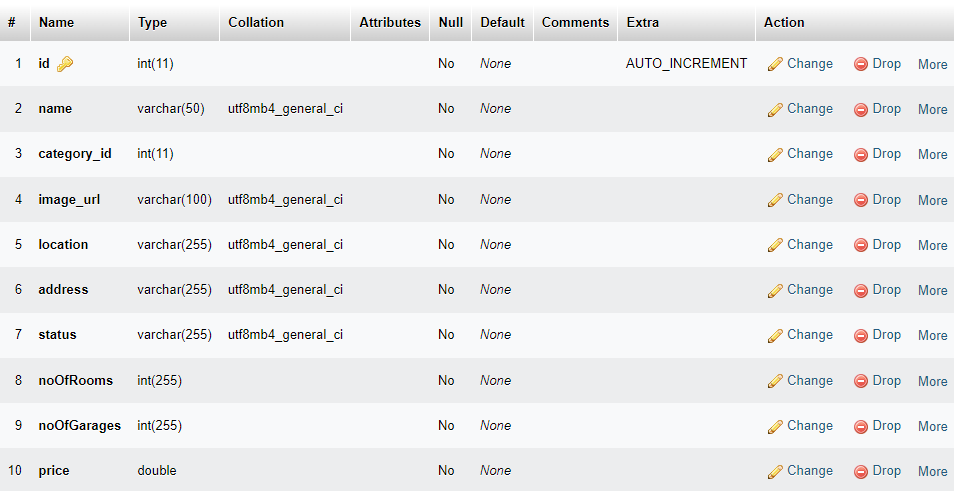 # Name Type Collation Attributes Null Default Comments Extra Action
1 id int(11) No None AUTO_INCREMENT Change Drop More
2 name varchar(50) utf8mb4_general_ci No None Change Drop More
3 category_id int(11) No None Change Drop More
4 image_url varchar(100) utf8mb4_general_ci No None Change Drop More
5 location varchar(255) utf8mb4_general_ci No None Change Drop More
6 address varchar(255) utf8mb4_general_ci No None Change Drop More
7 status varchar(255) utf8mb4_general_ci No None Change Drop More
8 noOfRooms int(255) No None Change Drop More
9 noOfGarages int(255) No None Change Drop More
10 price double No None Change Drop More